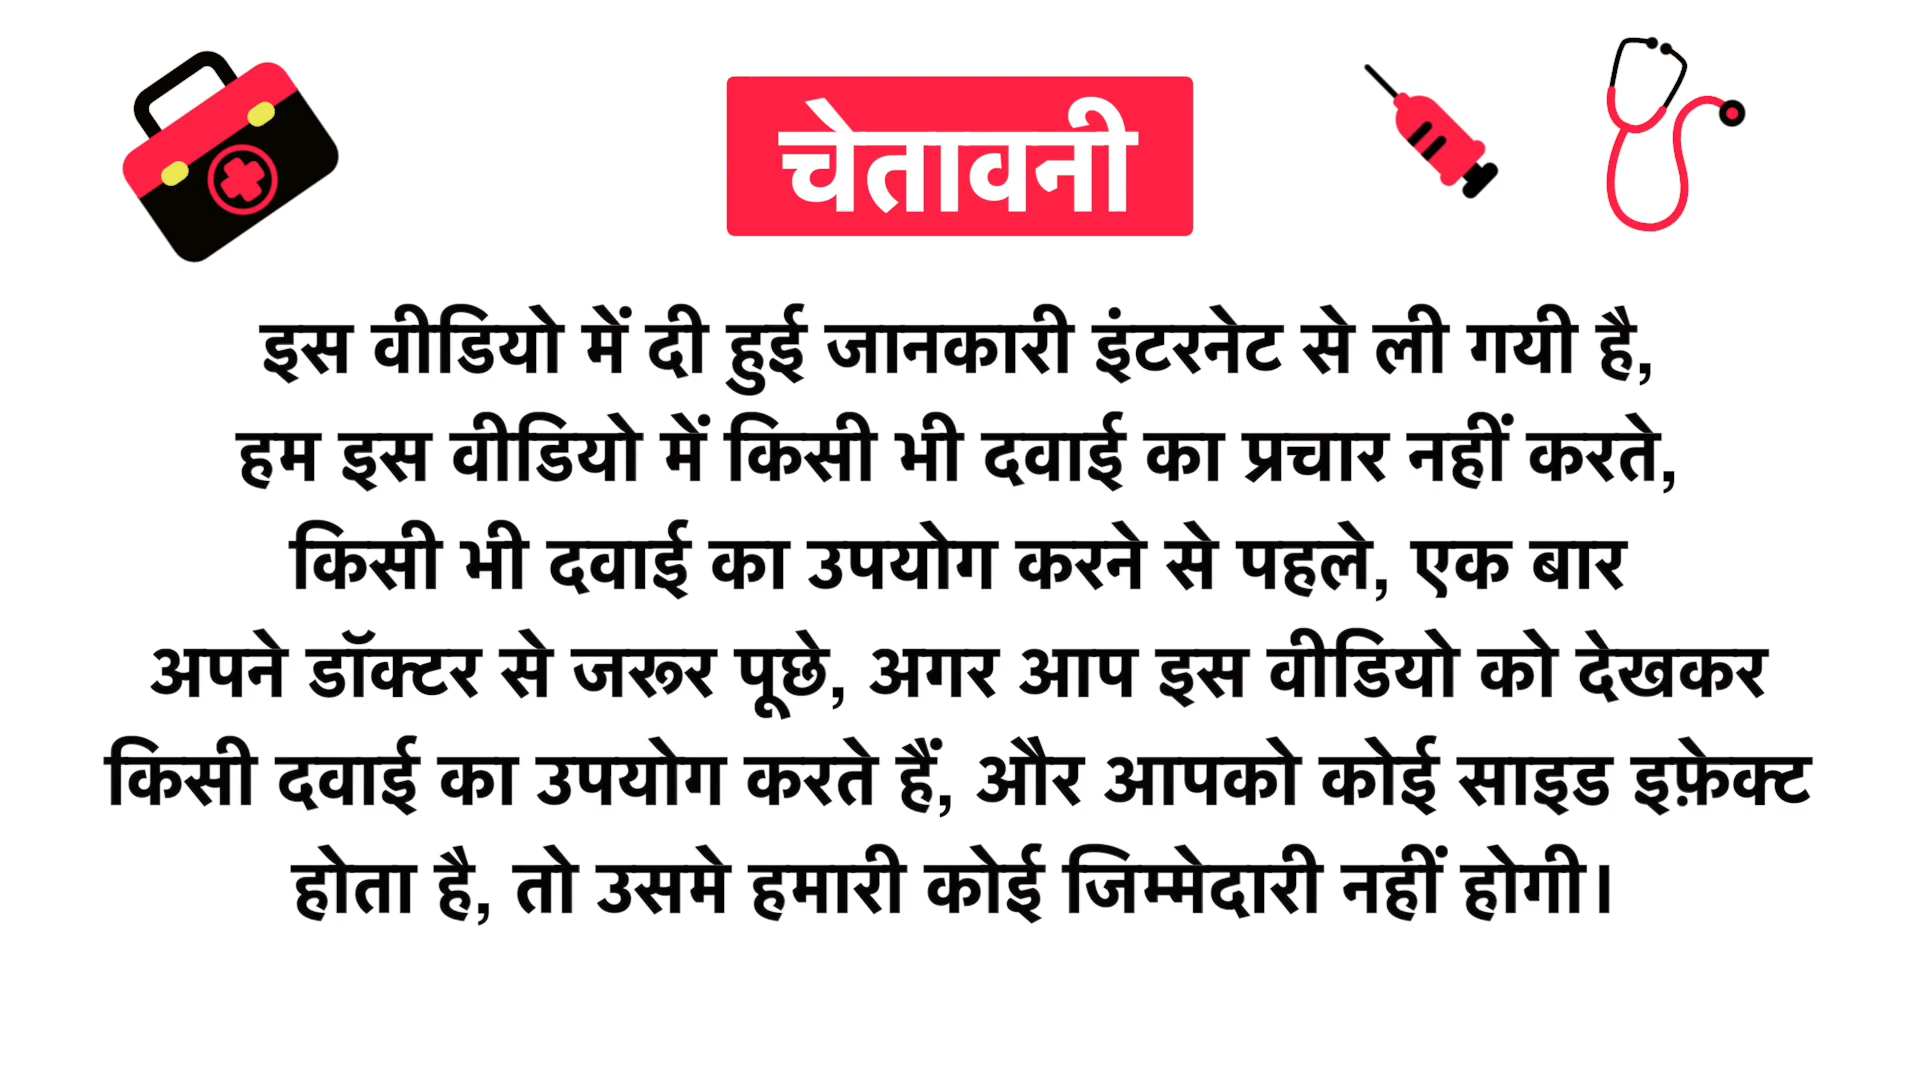 चेतावनी
इस वीडियो में दी हुई जानकारी इंटरनेट से ली गयी है,
हम इस वीडियो में किसी भी दवाई का प्रचार नहीं करते,
किसी भी दवाई का उपयोग करने से पहले, एक बार
अपने डॉक्टर से जरूर पूछे, अगर आप इस वीडियो को देखकर
किसी दवाई का उपयोग करते हैं, और आपको कोई साइड इफ़ेक्ट
होता है, तो उसमे हमारी कोई जिम्मेदारी नहीं होगी।